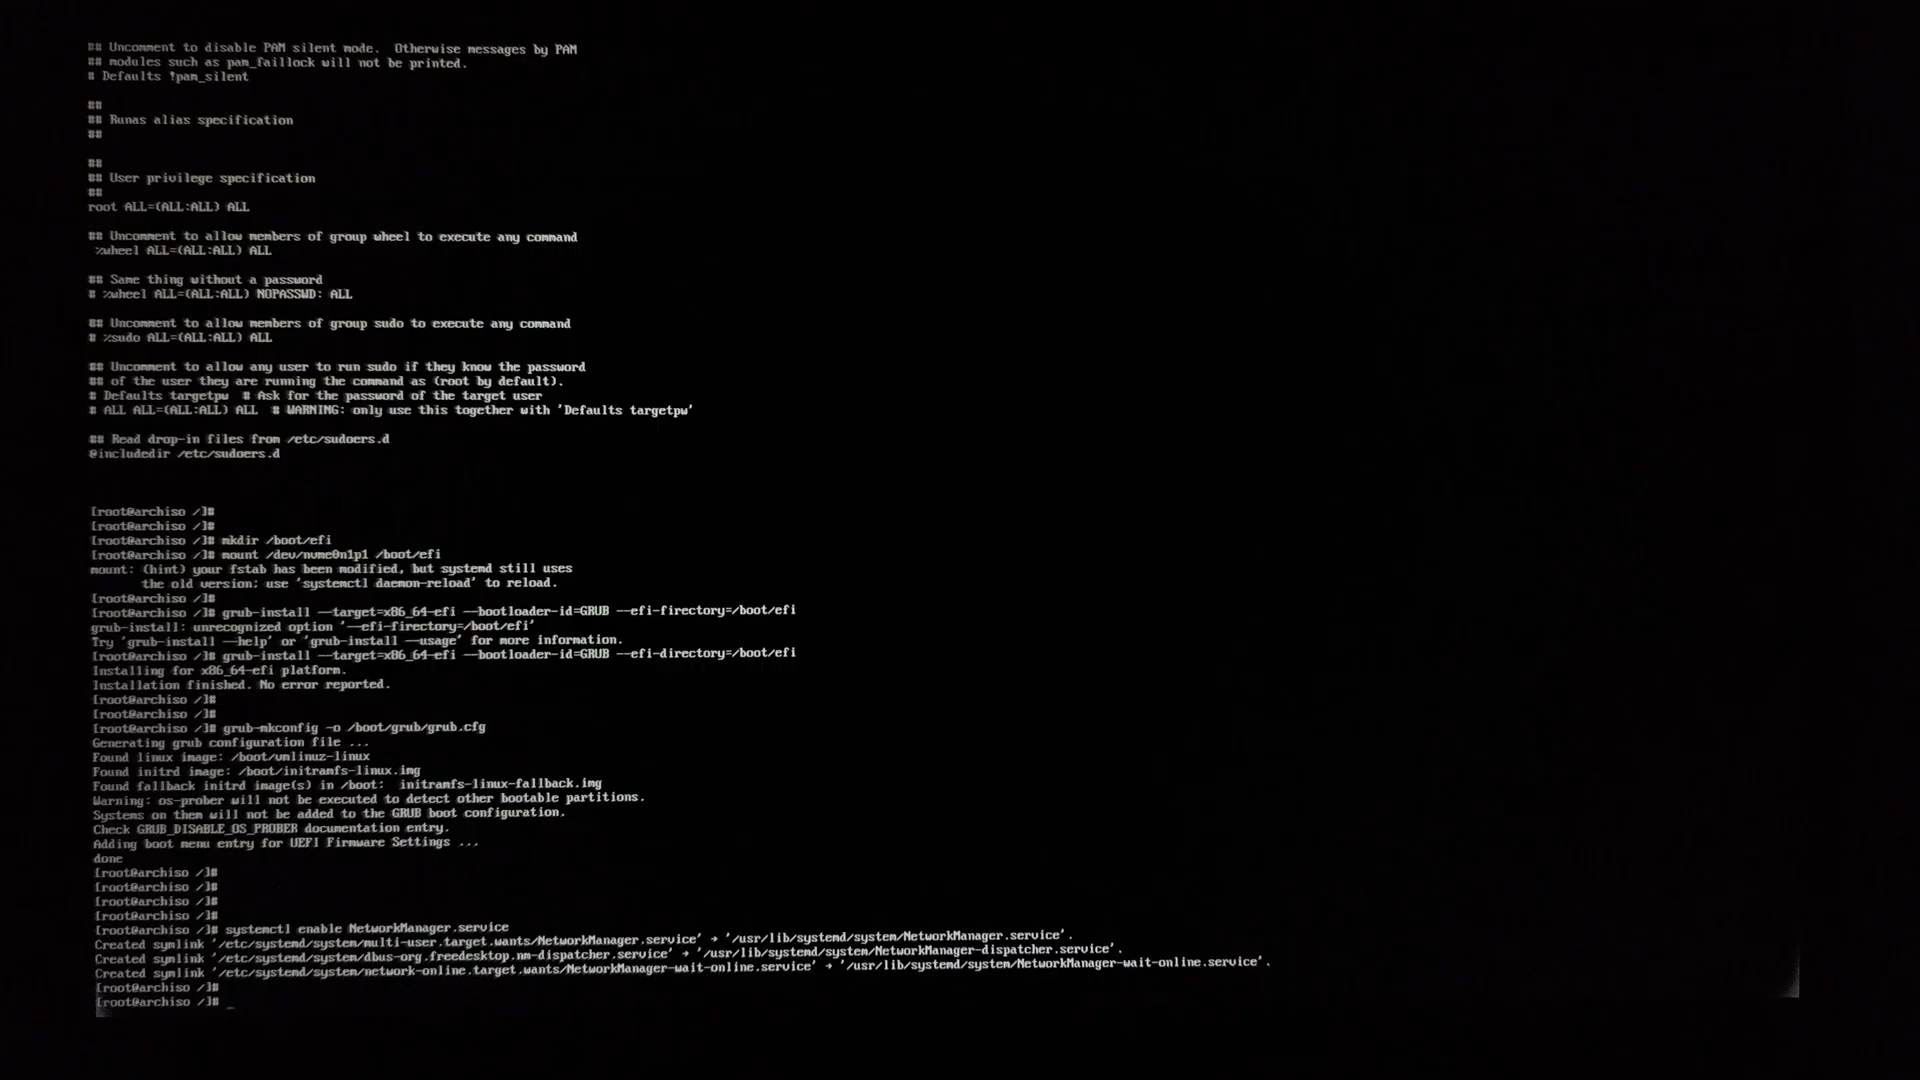 ## Uncomment to disable PAM silent mode.  Otherwise messages by PAM
## modules such as pam_faillock will not be printed.
# Defaults !pam_silent
##
## Runas alias specification
##
##
## User privilege specification
##
root ALL=(ALL:ALL) ALL
## Uncomment to allow members of group wheel to execute any command
 %wheel ALL=(ALL:ALL) ALL
## Same thing without a password
# %wheel ALL=(ALL:ALL) NOPASSWD: ALL
## Uncomment to allow members of group sudo to execute any command
# %sudo ALL=(ALL:ALL) ALL
## Uncomment to allow any user to run sudo if they know the password
## of the user they are running the command as (root by default).
# Defaults targetpw  # Ask for the password of the target user
# ALL ALL=(ALL:ALL) ALL  # WARNING: only use this together with 'Defaults targetpw'
## Read drop-in files from /etc/sudoers.d
@includedir /etc/sudoers.d
[root@archiso /]#
[root@archiso /]#
[root@archiso /]# mkdir /boot/efi
[root@archiso /]# mount /dev/nvme0n1p1 /boot/efi
mount: (hint) your fstab has been modified, but systemd still uses
       the old version; use 'systemctl daemon-reload' to reload.
[root@archiso /]#
[root@archiso /]# grub-install --target=x86_64-efi --bootloader-id=GRUB --efi-firectory=/boot/efi
grub-install: unrecognized option '--efi-firectory=/boot/efi'
Try 'grub-install --help' or 'grub-install --usage' for more information.
[root@archiso /]# grub-install --target=x86_64-efi --bootloader-id=GRUB --efi-directory=/boot/efi
Installing for x86_64-efi platform.
Installation finished. No error reported.
[root@archiso /]#
[root@archiso /]#
[root@archiso /]# grub-mkconfig -o /boot/grub/grub.cfg
Generating grub configuration file ...
Found linux image: /boot/vmlinuz-linux
Found initrd image: /boot/initramfs-linux.img
Found fallback initrd image(s) in /boot:  initramfs-linux-fallback.img
Warning: os-prober will not be executed to detect other bootable partitions.
Systems on them will not be added to the GRUB boot configuration.
Check GRUB_DISABLE_OS_PROBER documentation entry.
Adding boot menu entry for UEFI Firmware Settings ...
done
[root@archiso /]#
[root@archiso /]#
[root@archiso /]#
[root@archiso /]#
[root@archiso /]# systemctl enable NetworkManager.service
Created symlink '/etc/systemd/system/multi-user.target.wants/NetworkManager.service' → '/usr/lib/systemd/system/NetworkManager.service'.
Created symlink '/etc/systemd/system/dbus-org.freedesktop.nm-dispatcher.service' → '/usr/lib/systemd/system/NetworkManager-dispatcher.service'.
Created symlink '/etc/systemd/system/network-online.target.wants/NetworkManager-wait-online.service' → '/usr/lib/systemd/system/NetworkManager-wait-online.service'.
[root@archiso /]#
[root@archiso /]# _